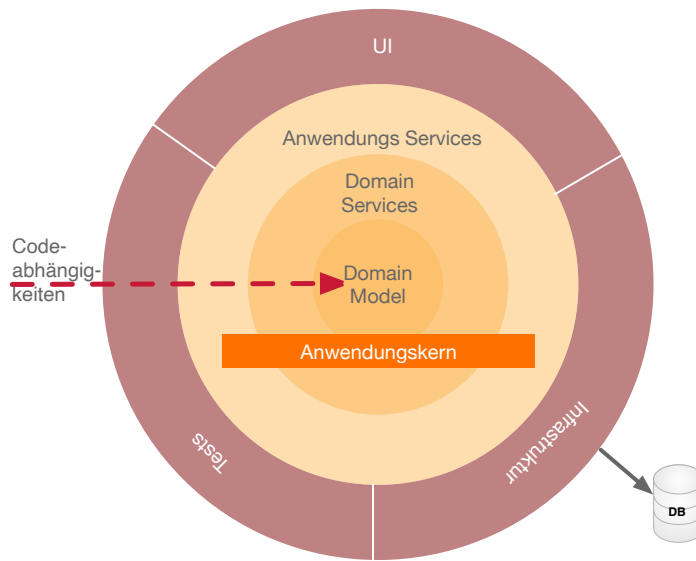 UI
Anwendungs Services
Domain
Services
Code-
abhängig-
keiten
Domain
Model
Anwendungskern
Tests
Infrastruktur
DB